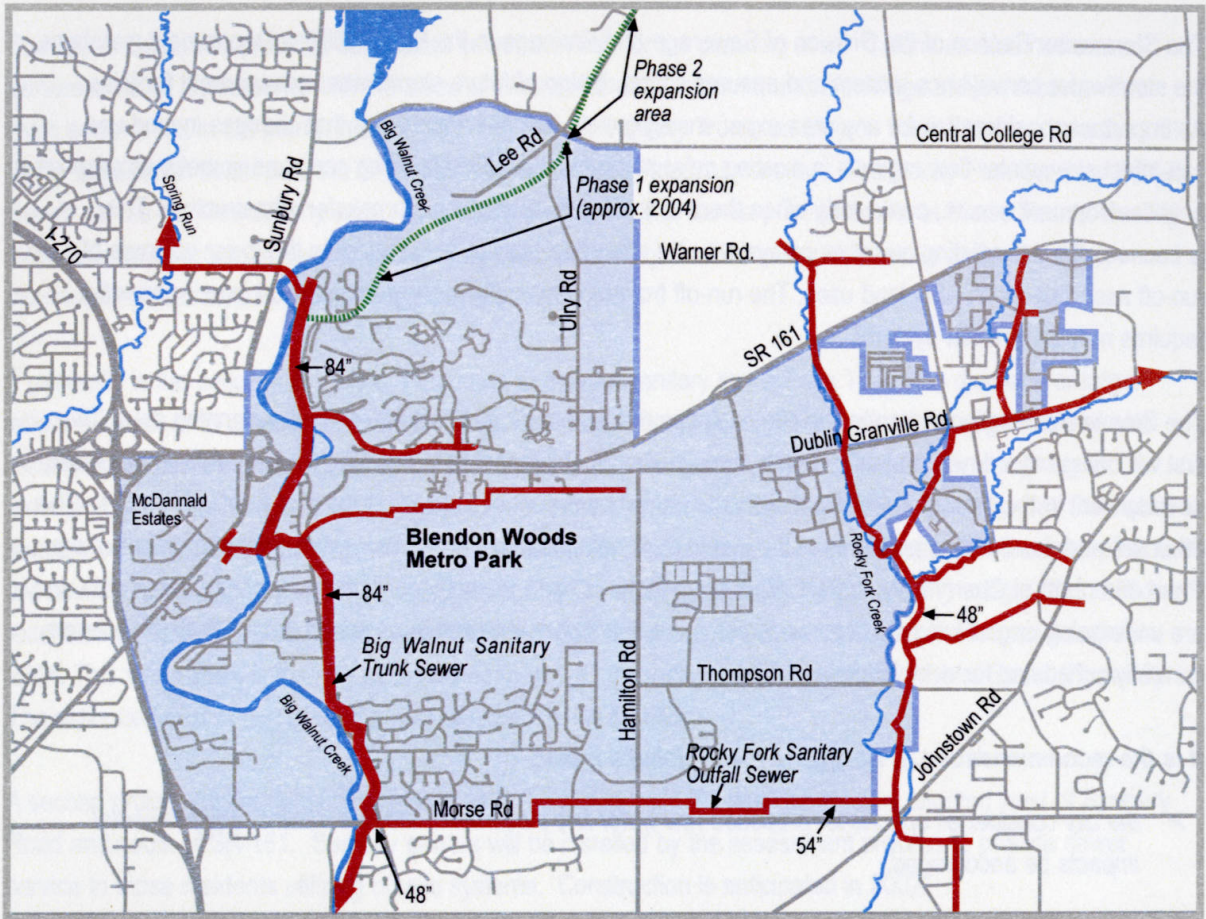 Phase 2
expansion
area
Central College Rd
Big Walnut Creek
Lee Rd
Sunbury Rd
Spring Run
Phase 1 expansion
(approx. 2004)
I-270
Warner Rd.
Ulry Rd
SR 161
84"
Dublin Granville Rd.
McDannald
Estates
Blendon Woods
Metro Park
Rocky Fork Creek
84"
48"
Big Walnut Sanitary
Trunk Sewer
Hamilton Rd
Thompson Rd
Big Walnut Creek
Johnstown Rd
Rocky Fork Sanitary
Outfall Sewer
Morse Rd
54"
48"